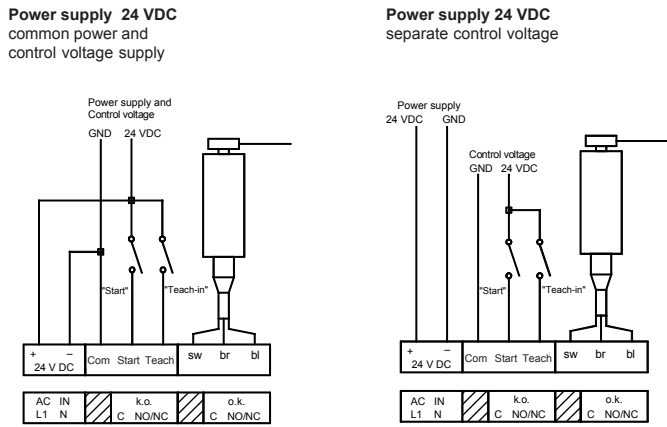 Power supply 24 VDC
common power and
control voltage supply
Power supply and
Control voltage
GND 24 VDC
"Start" "Teach-in"
+ – Com Start Teach sw br bl
24 V DC
AC IN k.o. o.k.
L1 N C NO/NC C NO/NC
Power supply 24 VDC
separate control voltage
Power supply
24 VDC GND
Control voltage
GND 24 VDC
"Start" "Teach-in"
+ – Com Start Teach sw br bl
24 V DC
AC IN k.o. o.k.
L1 N C NO/NC C NO/NC